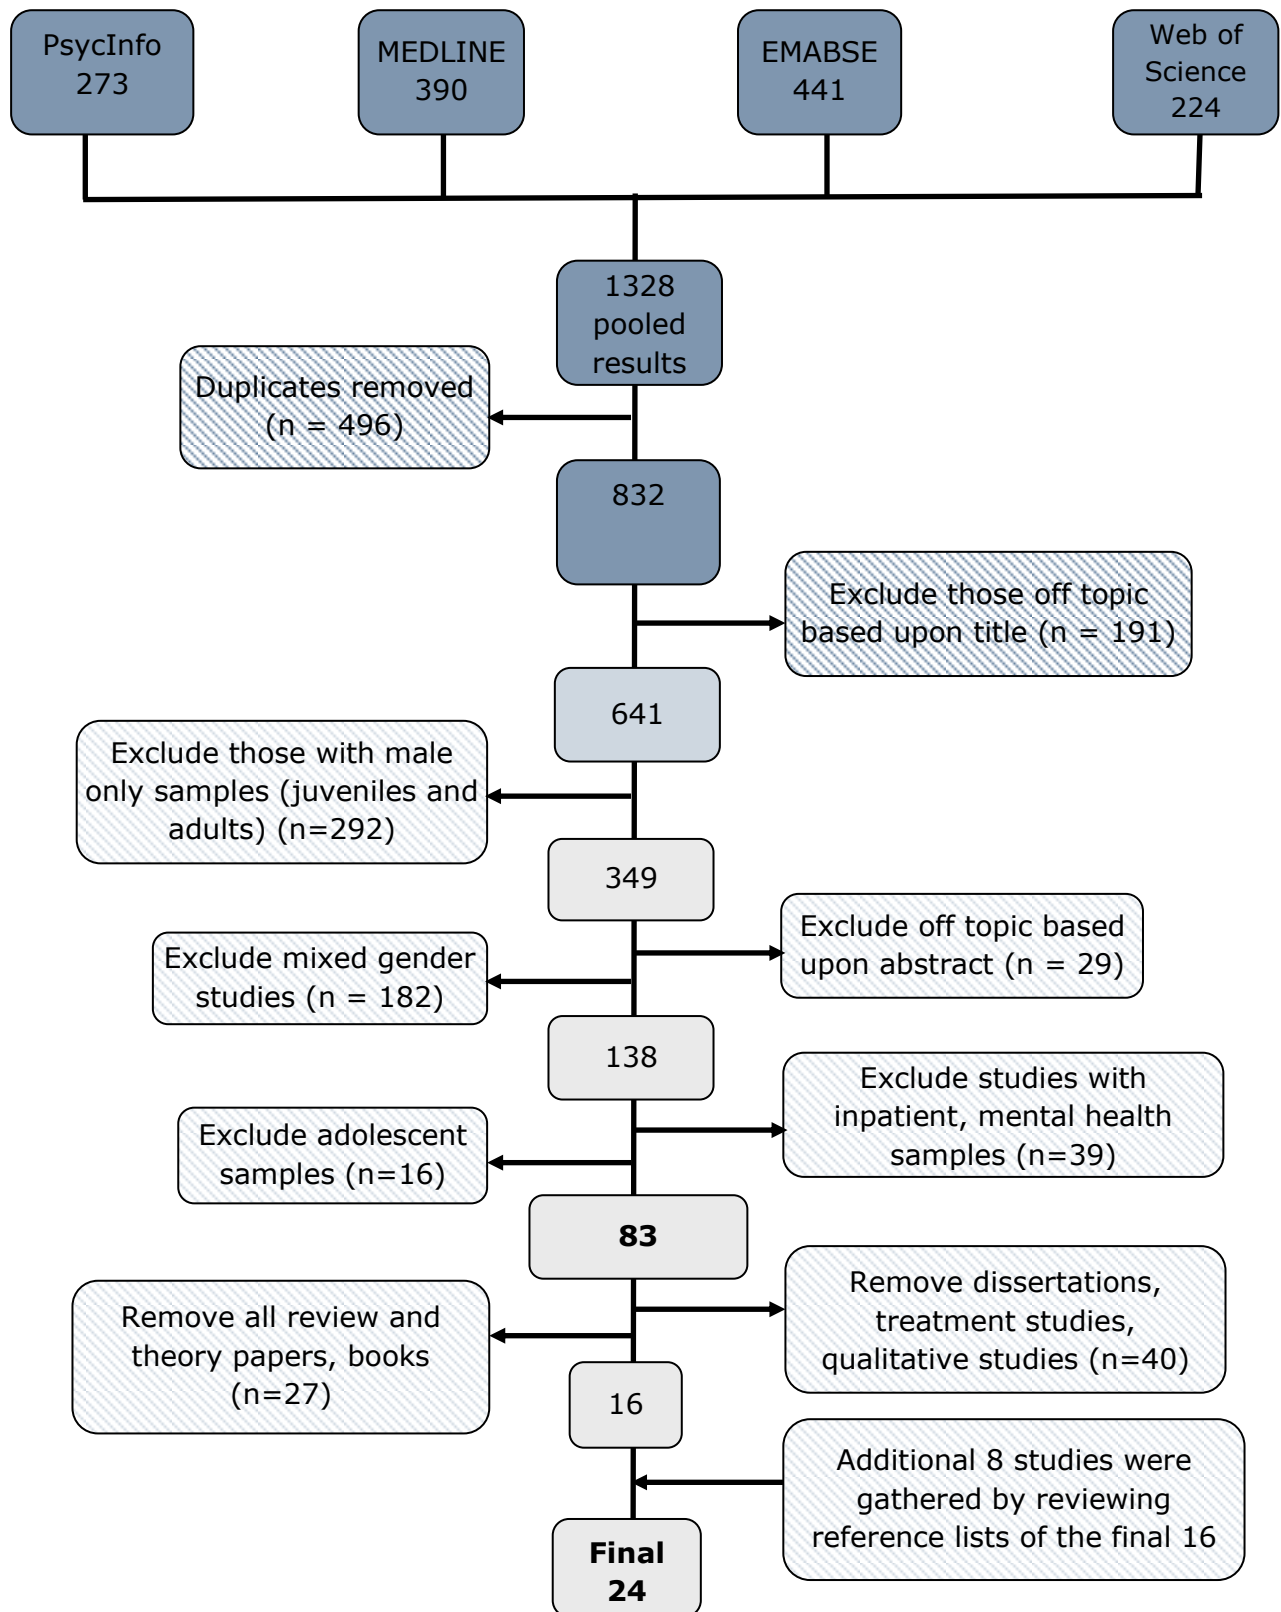 PsycInfo
273
MEDLINE
390
EMABSE
441
Web of
Science
224
1328
pooled
results
Duplicates removed
(n = 496)
832
Exclude those off topic
based upon title (n = 191)
641
Exclude those with male
only samples (juveniles and
adults) (n=292)
349
Exclude off topic based
upon abstract (n = 29)
Exclude mixed gender
studies (n = 182)
138
Exclude studies with
inpatient, mental health
samples (n=39)
Exclude adolescent
samples (n=16)
83
Remove dissertations,
treatment studies,
qualitative studies (n=40)
Remove all review and
theory papers, books
(n=27)
16
Additional 8 studies were
gathered by reviewing
reference lists of the final 16
Final
24